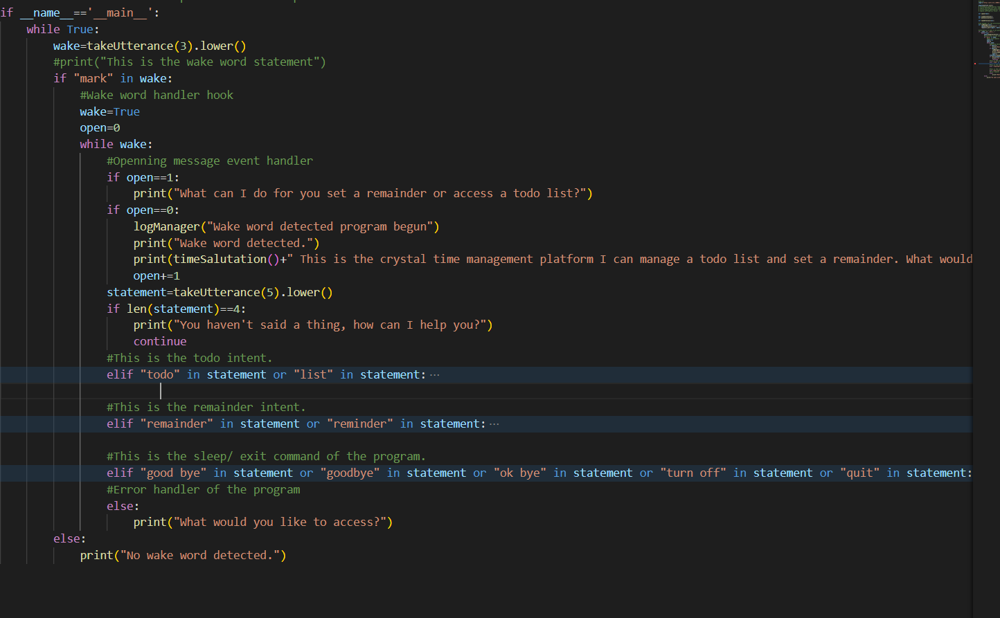 if __name__=='__main__':
    while True:
        wake=takeUtterance(3).lower()
        #print("This is the wake word statement")
        if "mark" in wake:
            #Wake word handler hook
            wake=True
            open=0
            while wake:
                #Openning message event handler
                if open==1:
                    print("What can I do for you set a remainder or access a todo list?")
                if open==0:
                    logManager("Wake word detected program begun")
                    print("Wake word detected.")
                    print(timeSalutation()+" This is the crystal time management platform I can manage a todo list and set a remainder. What would
                    open+=1
                statement=takeUtterance(5).lower()
                if len(statement)==4:
                    print("You haven't said a thing, how can I help you?")
                    continue
                #This is the todo intent.
                elif "todo" in statement or "list" in statement: ···
                #This is the remainder intent.
                elif "remainder" in statement or "reminder" in statement: ···
                #This is the sleep/ exit command of the program.
                elif "good bye" in statement or "goodbye" in statement or "ok bye" in statement or "turn off" in statement or "quit" in statement:
                #Error handler of the program
                else:
                    print("What would you like to access?")
        else:
            print("No wake word detected.")